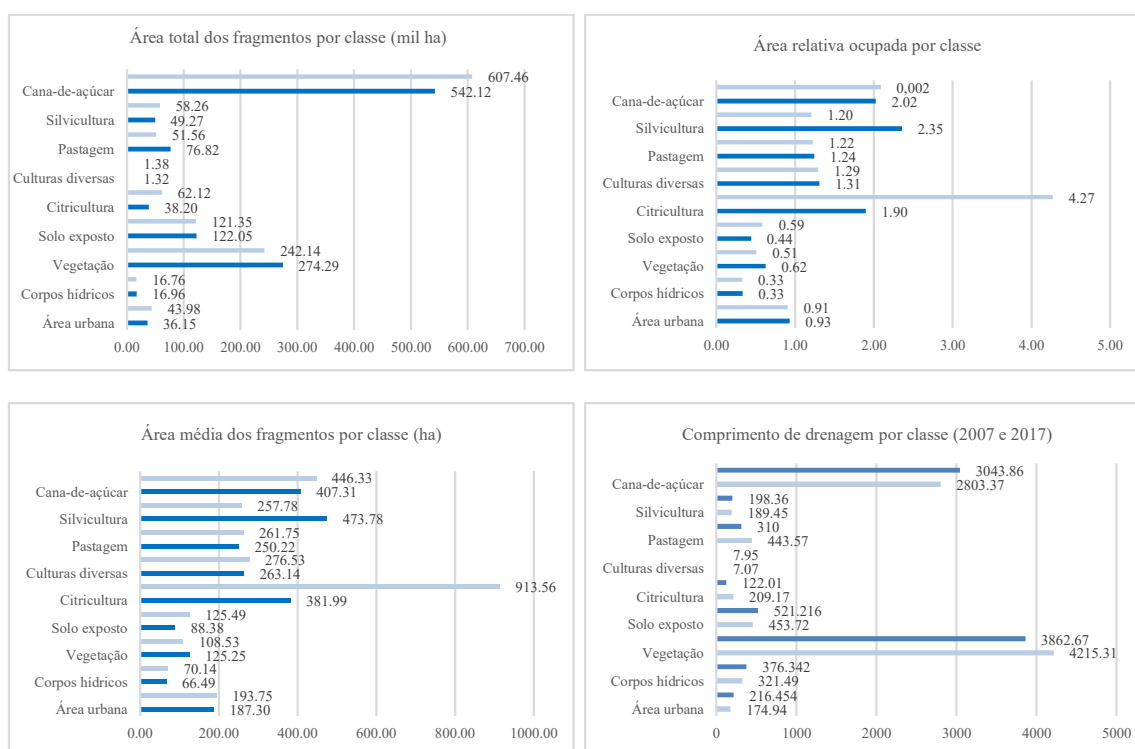 Área total dos fragmentos por classe (mil ha)
607.46
Cana-de-açúcar
542.12
58.26
Silvicultura
49.27
51.56
Pastagem
76.82
1.38
Culturas diversas
1.32
62.12
Citricultura
38.20
121.35
Solo exposto
122.05
242.14
Vegetação
274.29
16.76
Corpos hídricos
16.96
43.98
Área urbana
36.15
0.00 100.00 200.00 300.00 400.00 500.00 600.00 700.00
Área relativa ocupada por classe
0,002
Cana-de-açúcar
2.02
1.20
Silvicultura
2.35
1.22
Pastagem
1.24
1.29
Culturas diversas
1.31
4.27
Citricultura
1.90
0.59
Solo exposto
0.44
0.51
Vegetação
0.62
0.33
Corpos hídricos
0.33
0.91
Área urbana
0.93
0.00 1.00 2.00 3.00 4.00 5.00
Área média dos fragmentos por classe (ha)
446.33
Cana-de-açúcar
407.31
257.78
Silvicultura
473.78
261.75
Pastagem
250.22
276.53
Culturas diversas
263.14
913.56
Citricultura
381.99
125.49
Solo exposto
88.38
108.53
Vegetação
125.25
70.14
Corpos hídricos
66.49
193.75
Área urbana
187.30
0.00 200.00 400.00 600.00 800.00 1000.00
Comprimento de drenagem por classe (2007 e 2017)
3043.86
Cana-de-açúcar
2803.37
198.36
Silvicultura
189.45
310
Pastagem
443.57
7.95
Culturas diversas
7.07
122.01
Citricultura
209.17
521.216
Solo exposto
453.72
3862.67
Vegetação
4215.31
376.342
Corpos hídricos
321.49
216.454
Área urbana
174.94
0 1000 2000 3000 4000 5000